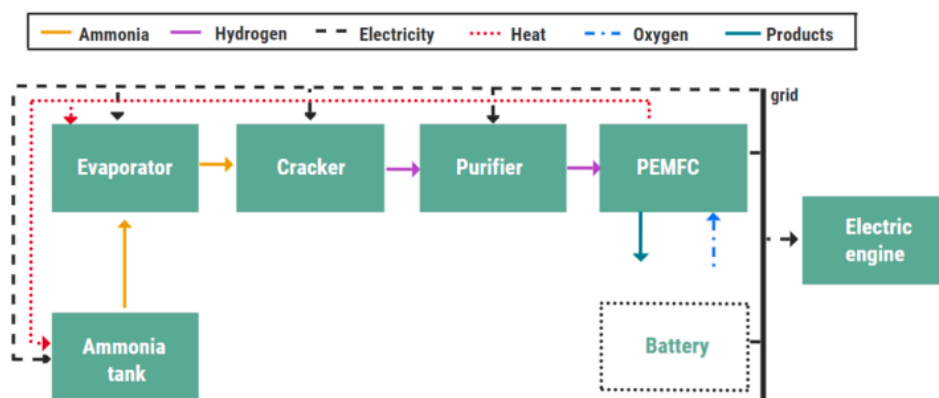 Ammonia Hydrogen Electricity Heat Oxygen Products
grid
Evaporator Cracker Purifier PEMFC
Electric
engine
Ammonia
tank
Battery